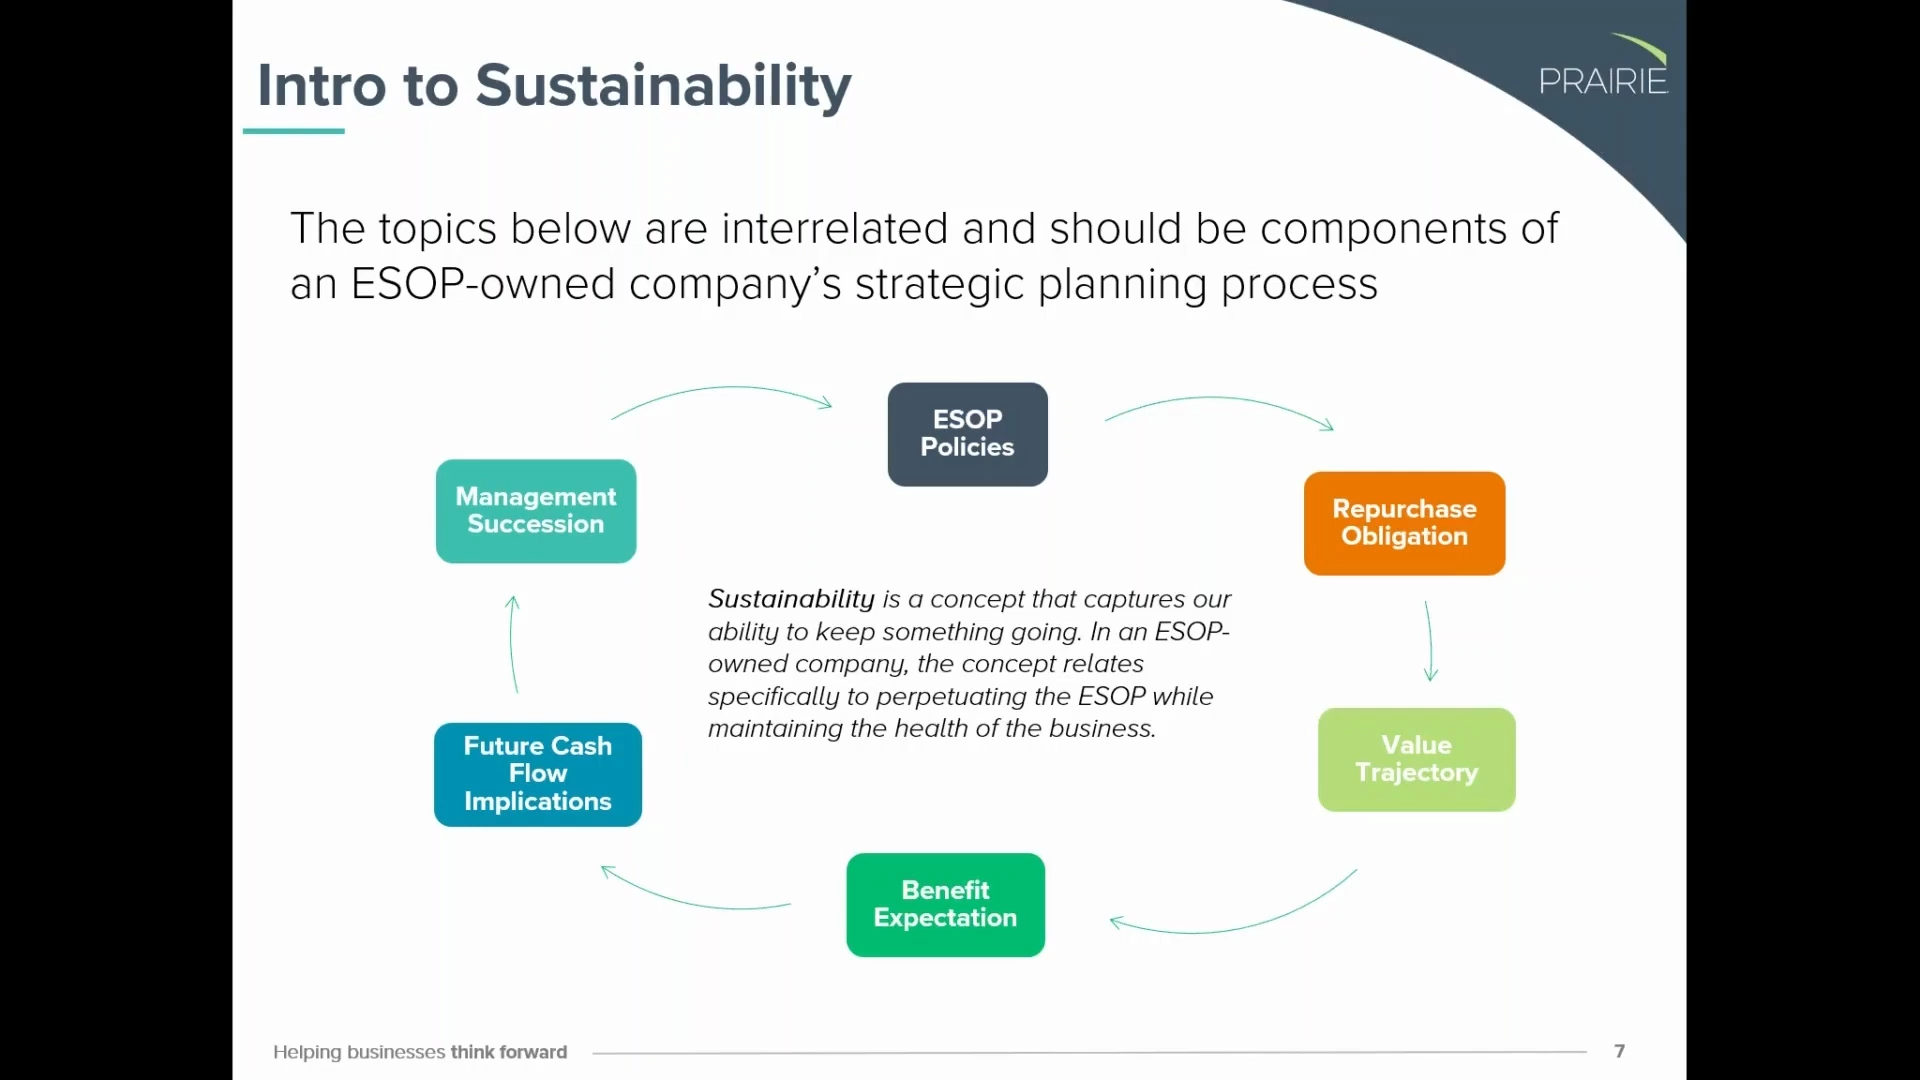 Intro to Sustainability
PRAIRIE
The topics below are interrelated and should be components of
an ESOP-owned company’s strategic planning process
ESOP
Policies
Repurchase
Obligation
Value
Trajectory
Benefit
Expectation
Future Cash
Flow
Implications
Management
Succession
Sustainability is a concept that captures our
ability to keep something going. In an ESOP-
owned company, the concept relates
specifically to perpetuating the ESOP while
maintaining the health of the business.
Helping businesses think forward
7